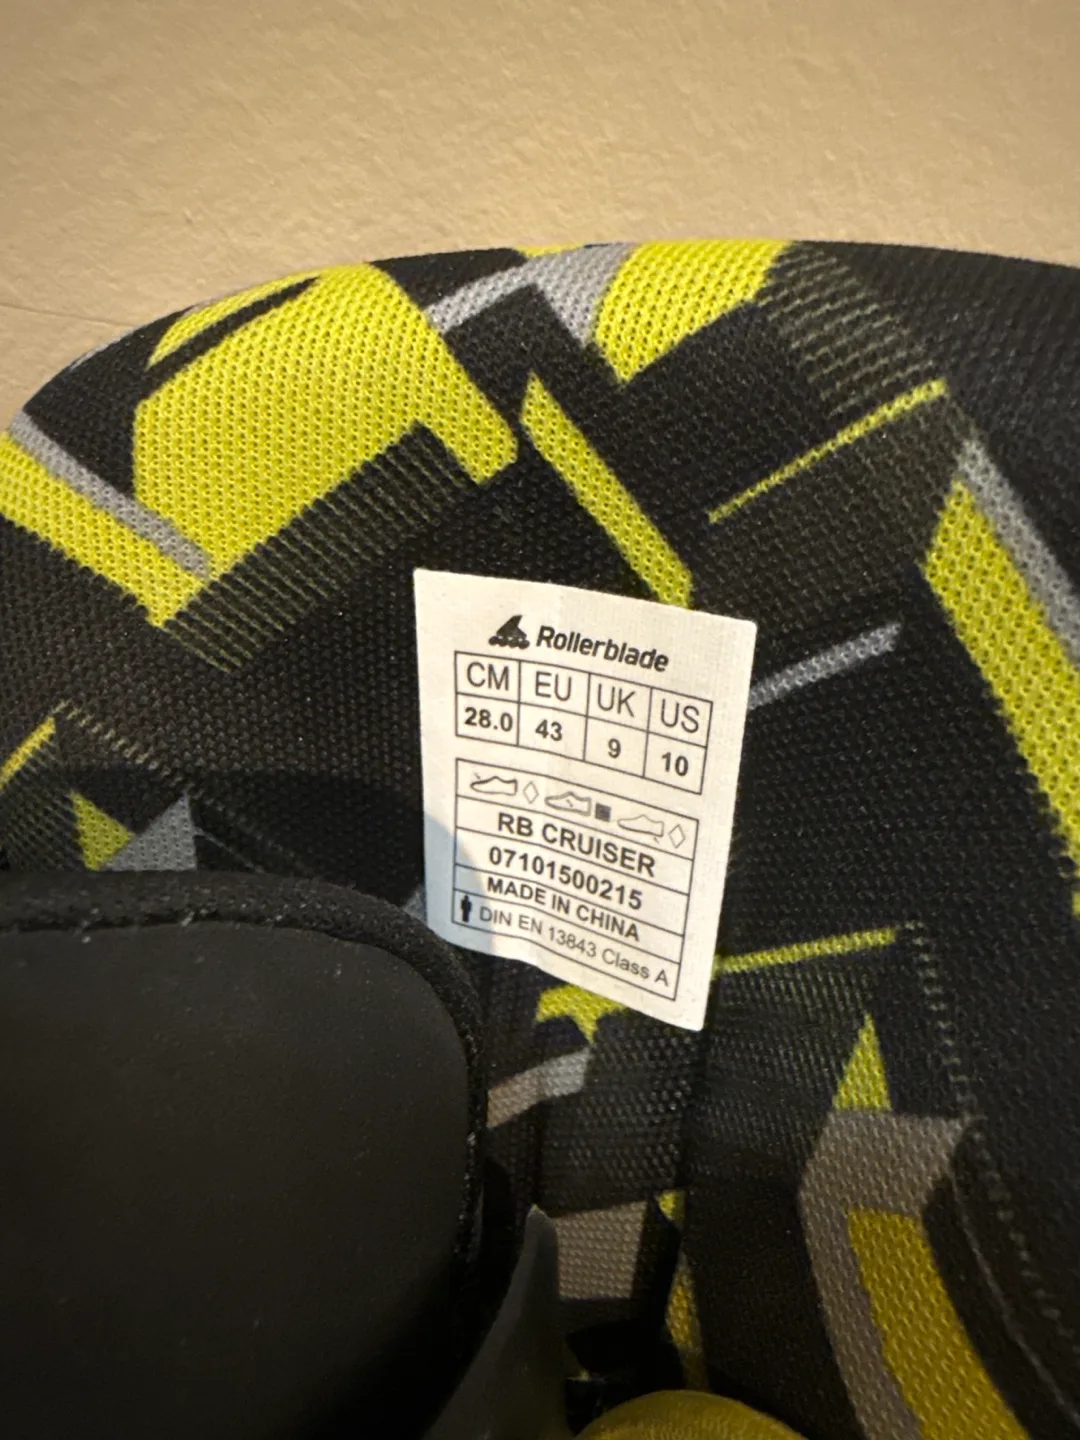 Rollerblade
CM EU UK US
28.0 43 9 10
RB CRUISER
07101500215
MADE IN CHINA
DIN EN 13843 Class A